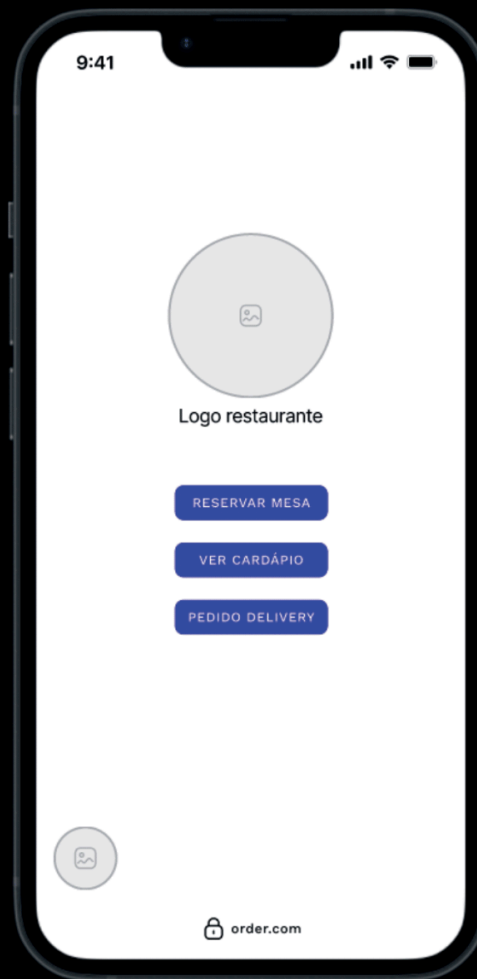 9:41
Logo restaurante
RESERVAR MESA
VER CARDÁPIO
PEDIDO DELIVERY
order.com